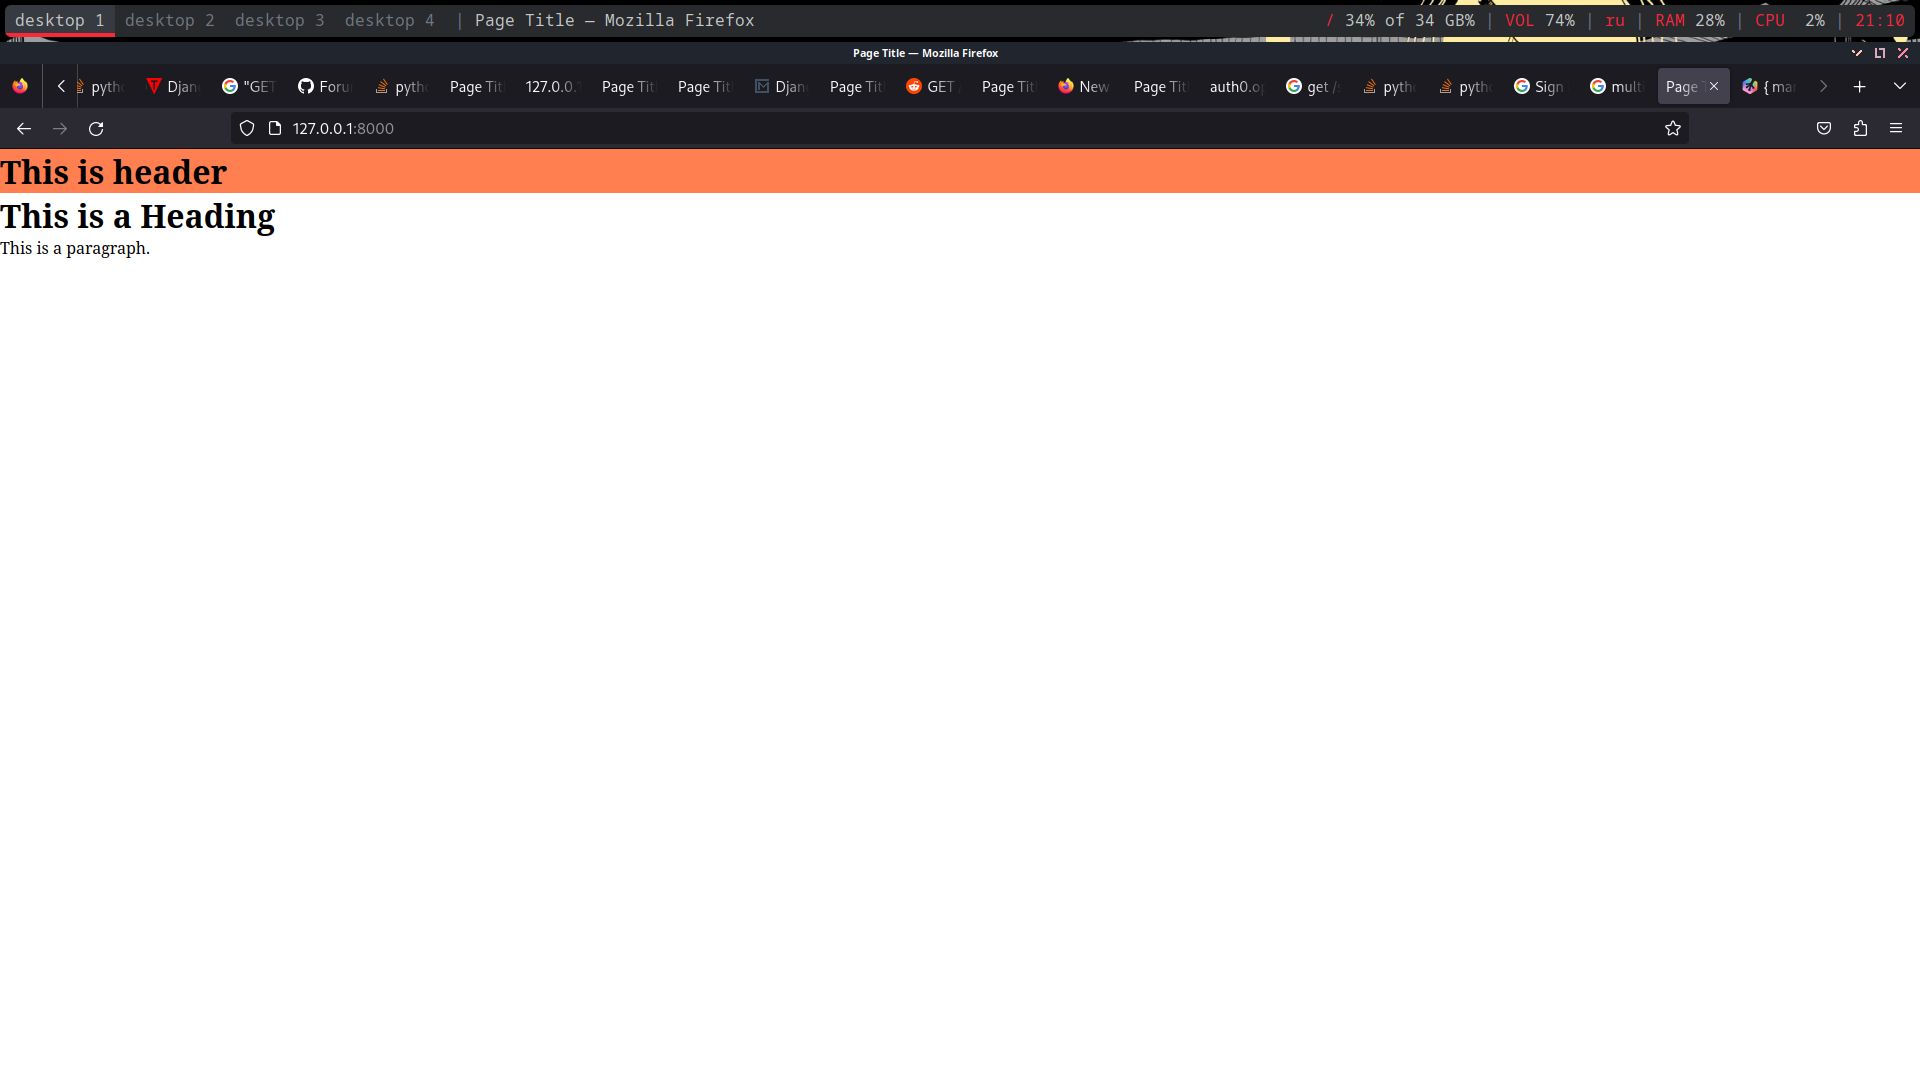 desktop 1 desktop 2 desktop 3 desktop 4 | Page Title — Mozilla Firefox / 34% of 34 GB% | VOL 74% | ru | RAM 28% | CPU 2% | 21:10
Page Title — Mozilla Firefox
pyth Djan "GET Foru pyth Page Tit 127.0.0. Page Tit Page Tit Djan Page Tit GET Page Tit New Page Tit auth0.o get / pyth pyth Sign mult Page { ma
127.0.0.1:8000
This is header
This is a Heading
This is a paragraph.